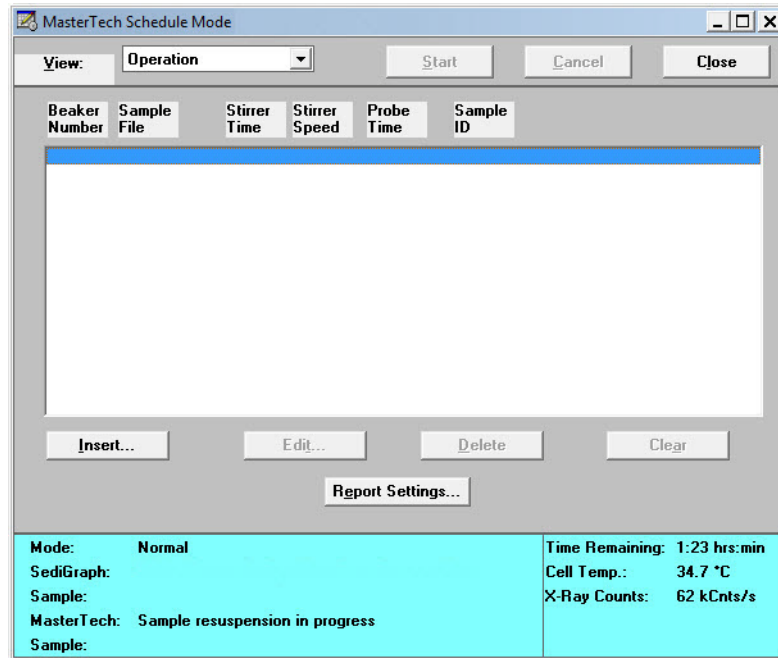 MasterTech Schedule Mode
View: Operation Start Cancel Close
Beaker Number Sample File Stirrer Time Stirrer Speed Probe Time Sample ID
Insert... Edit... Delete Clear
Report Settings...
Mode: Normal
SediGraph:
Sample:
MasterTech: Sample resuspension in progress
Sample:
Time Remaining: 1:23 hrs:min
Cell Temp.: 34.7 °C
X-Ray Counts: 62 kCnts/s